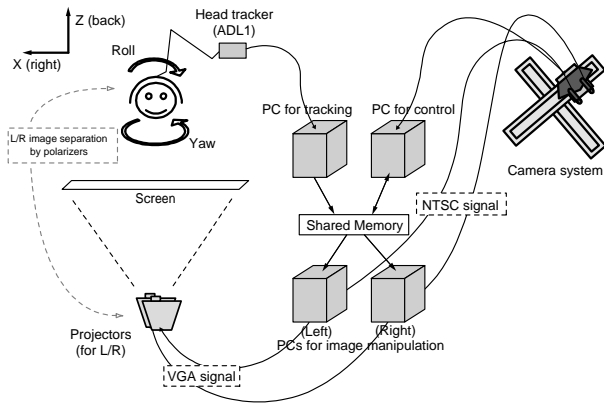 Z (back)
X (right)
Head tracker
(ADL1)
Roll
Yaw
L/R image separation
by polarizers
Screen
PC for tracking
PC for control
Camera system
NTSC signal
Shared Memory
Projectors
(for L/R)
(Left)
(Right)
PCs for image manipulation
VGA signal